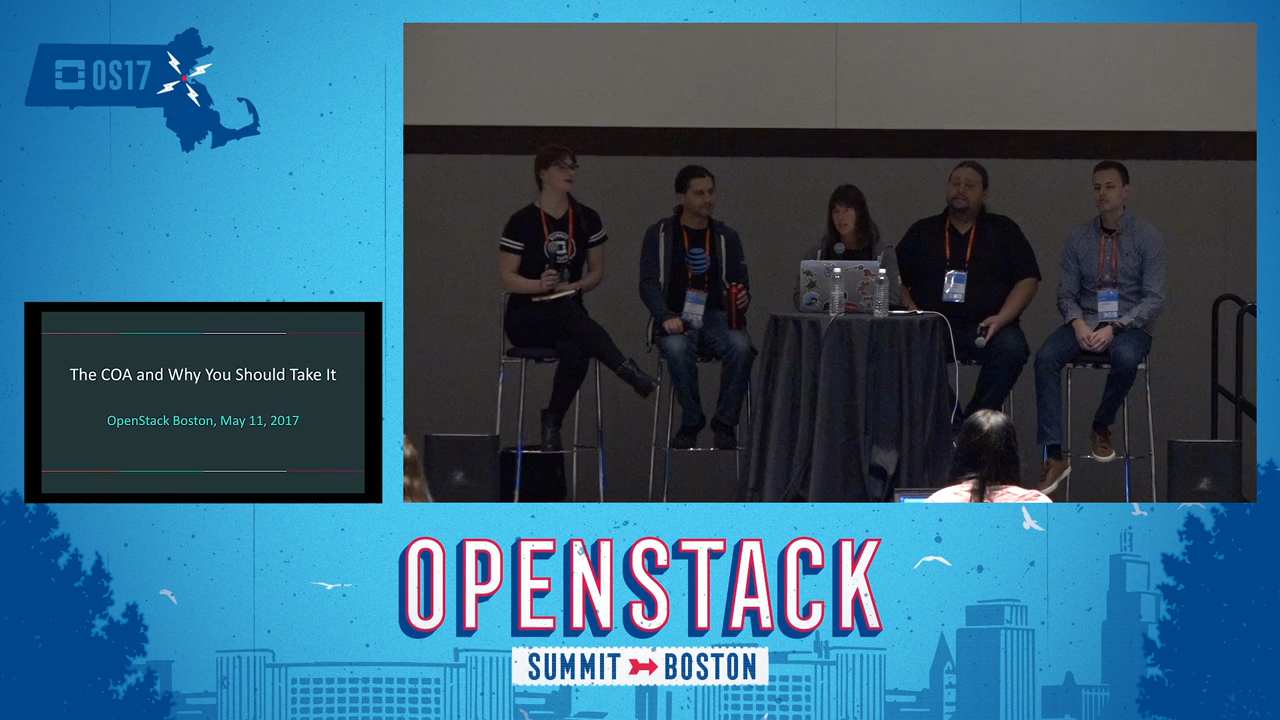 OS17
The COA and Why You Should Take It
OpenStack Boston, May 11, 2017
OPENSTACK
SUMMIT BOSTON